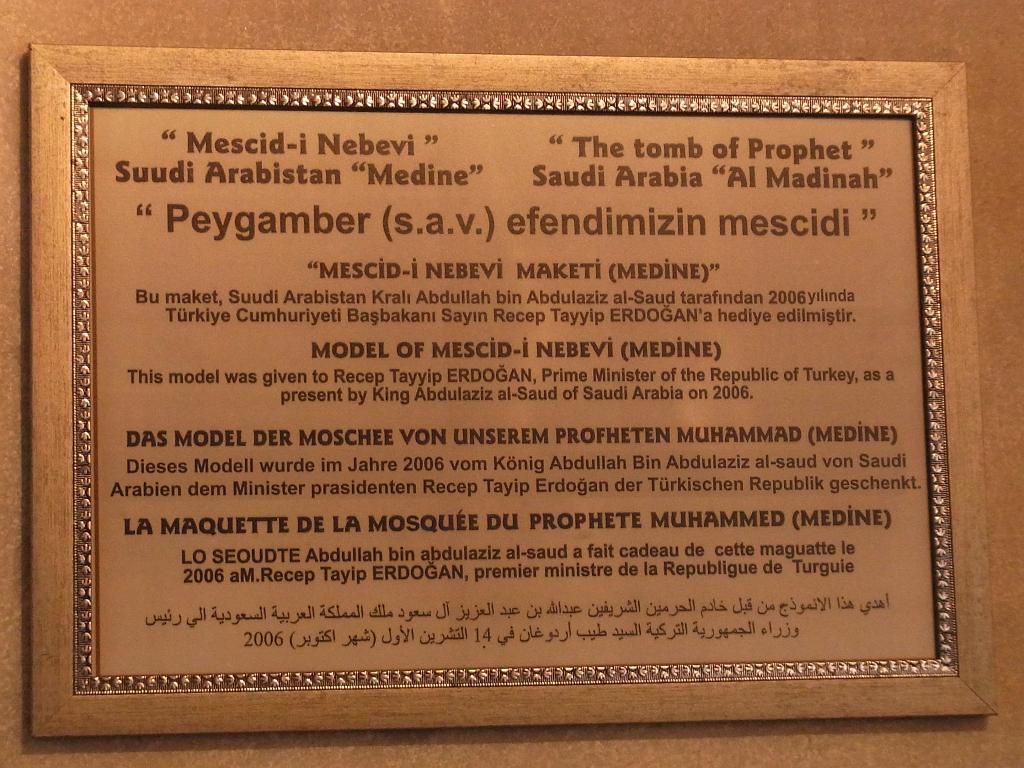 “ Mescid-i Nebevi ”
Suudi Arabistan “Medine”
“ The tomb of Prophet ”
Saudi Arabia “Al Madinah”
“ Peygamber (s.a.v.) efendimizin mescidi ”
“MESCİD-İ NEBEVİ MAKETİ (MEDİNE)”
Bu maket, Suudi Arabistan Kralı Abdullah bin Abdulaziz al-Saud tarafından 2006 yılında
Türkiye Cumhuriyeti Başbakanı Sayın Recep Tayyip ERDOĞAN’a hediye edilmiştir.
MODEL OF MESCİD-İ NEBEVİ (MEDİNE)
This model was given to Recep Tayyip ERDOĞAN, Prime Minister of the Republic of Turkey, as a
present by King Abdulaziz al-Saud of Saudi Arabia on 2006.
DAS MODEL DER MOSCHEE VON UNSEREM PROFHETEN MUHAMMAD (MEDİNE)
Dieses Modell wurde im Jahre 2006 vom König Abdullah Bin Abdulaziz al-saud von Saudi
Arabien dem Minister prasidenten Recep Tayip Erdoğan der Türkischen Republik geschenkt.
LA MAQUETTE DE LA MOSQUÉE DU PROPHETE MUHAMMED (MEDİNE)
LO SEOUDTE Abdullah bin abdulaziz al-saud a fait cadeau de cette maguatte le
2006 aM.Recep Tayip ERDOĞAN, premier ministre de la Republigue de Turguie
أهدي هذا الانموذج من قبل خادم الحرمين الشريفين عبدالله بن عبد العزيز آل سعود ملك المملكة العربية السعودية الي رئيس
وزراء الجمهورية التركية السيد طيب أردوغان في 14 التشرين الأول (شهر اكتوبر) 2006